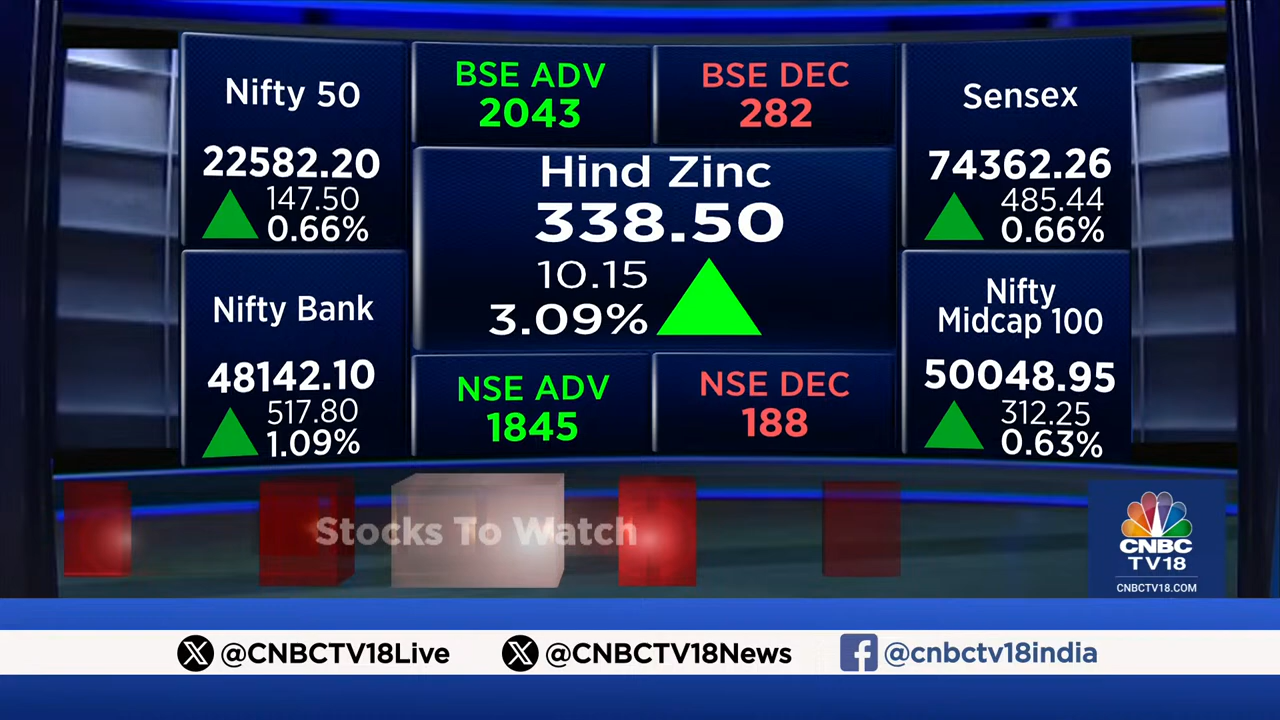 Nifty 50
22582.20
147.50
0.66%
BSE ADV
2043
BSE DEC
282
Sensex
74362.26
485.44
0.66%
Hind Zinc
338.50
10.15
3.09%
Nifty Bank
48142.10
517.80
1.09%
NSE ADV
1845
NSE DEC
188
Nifty
Midcap 100
50048.95
312.25
0.63%
Stocks To Watch
CNBC
TV18
CNBCTV18.COM
@CNBCTV18Live
@CNBCTV18News
@cnbctv18india